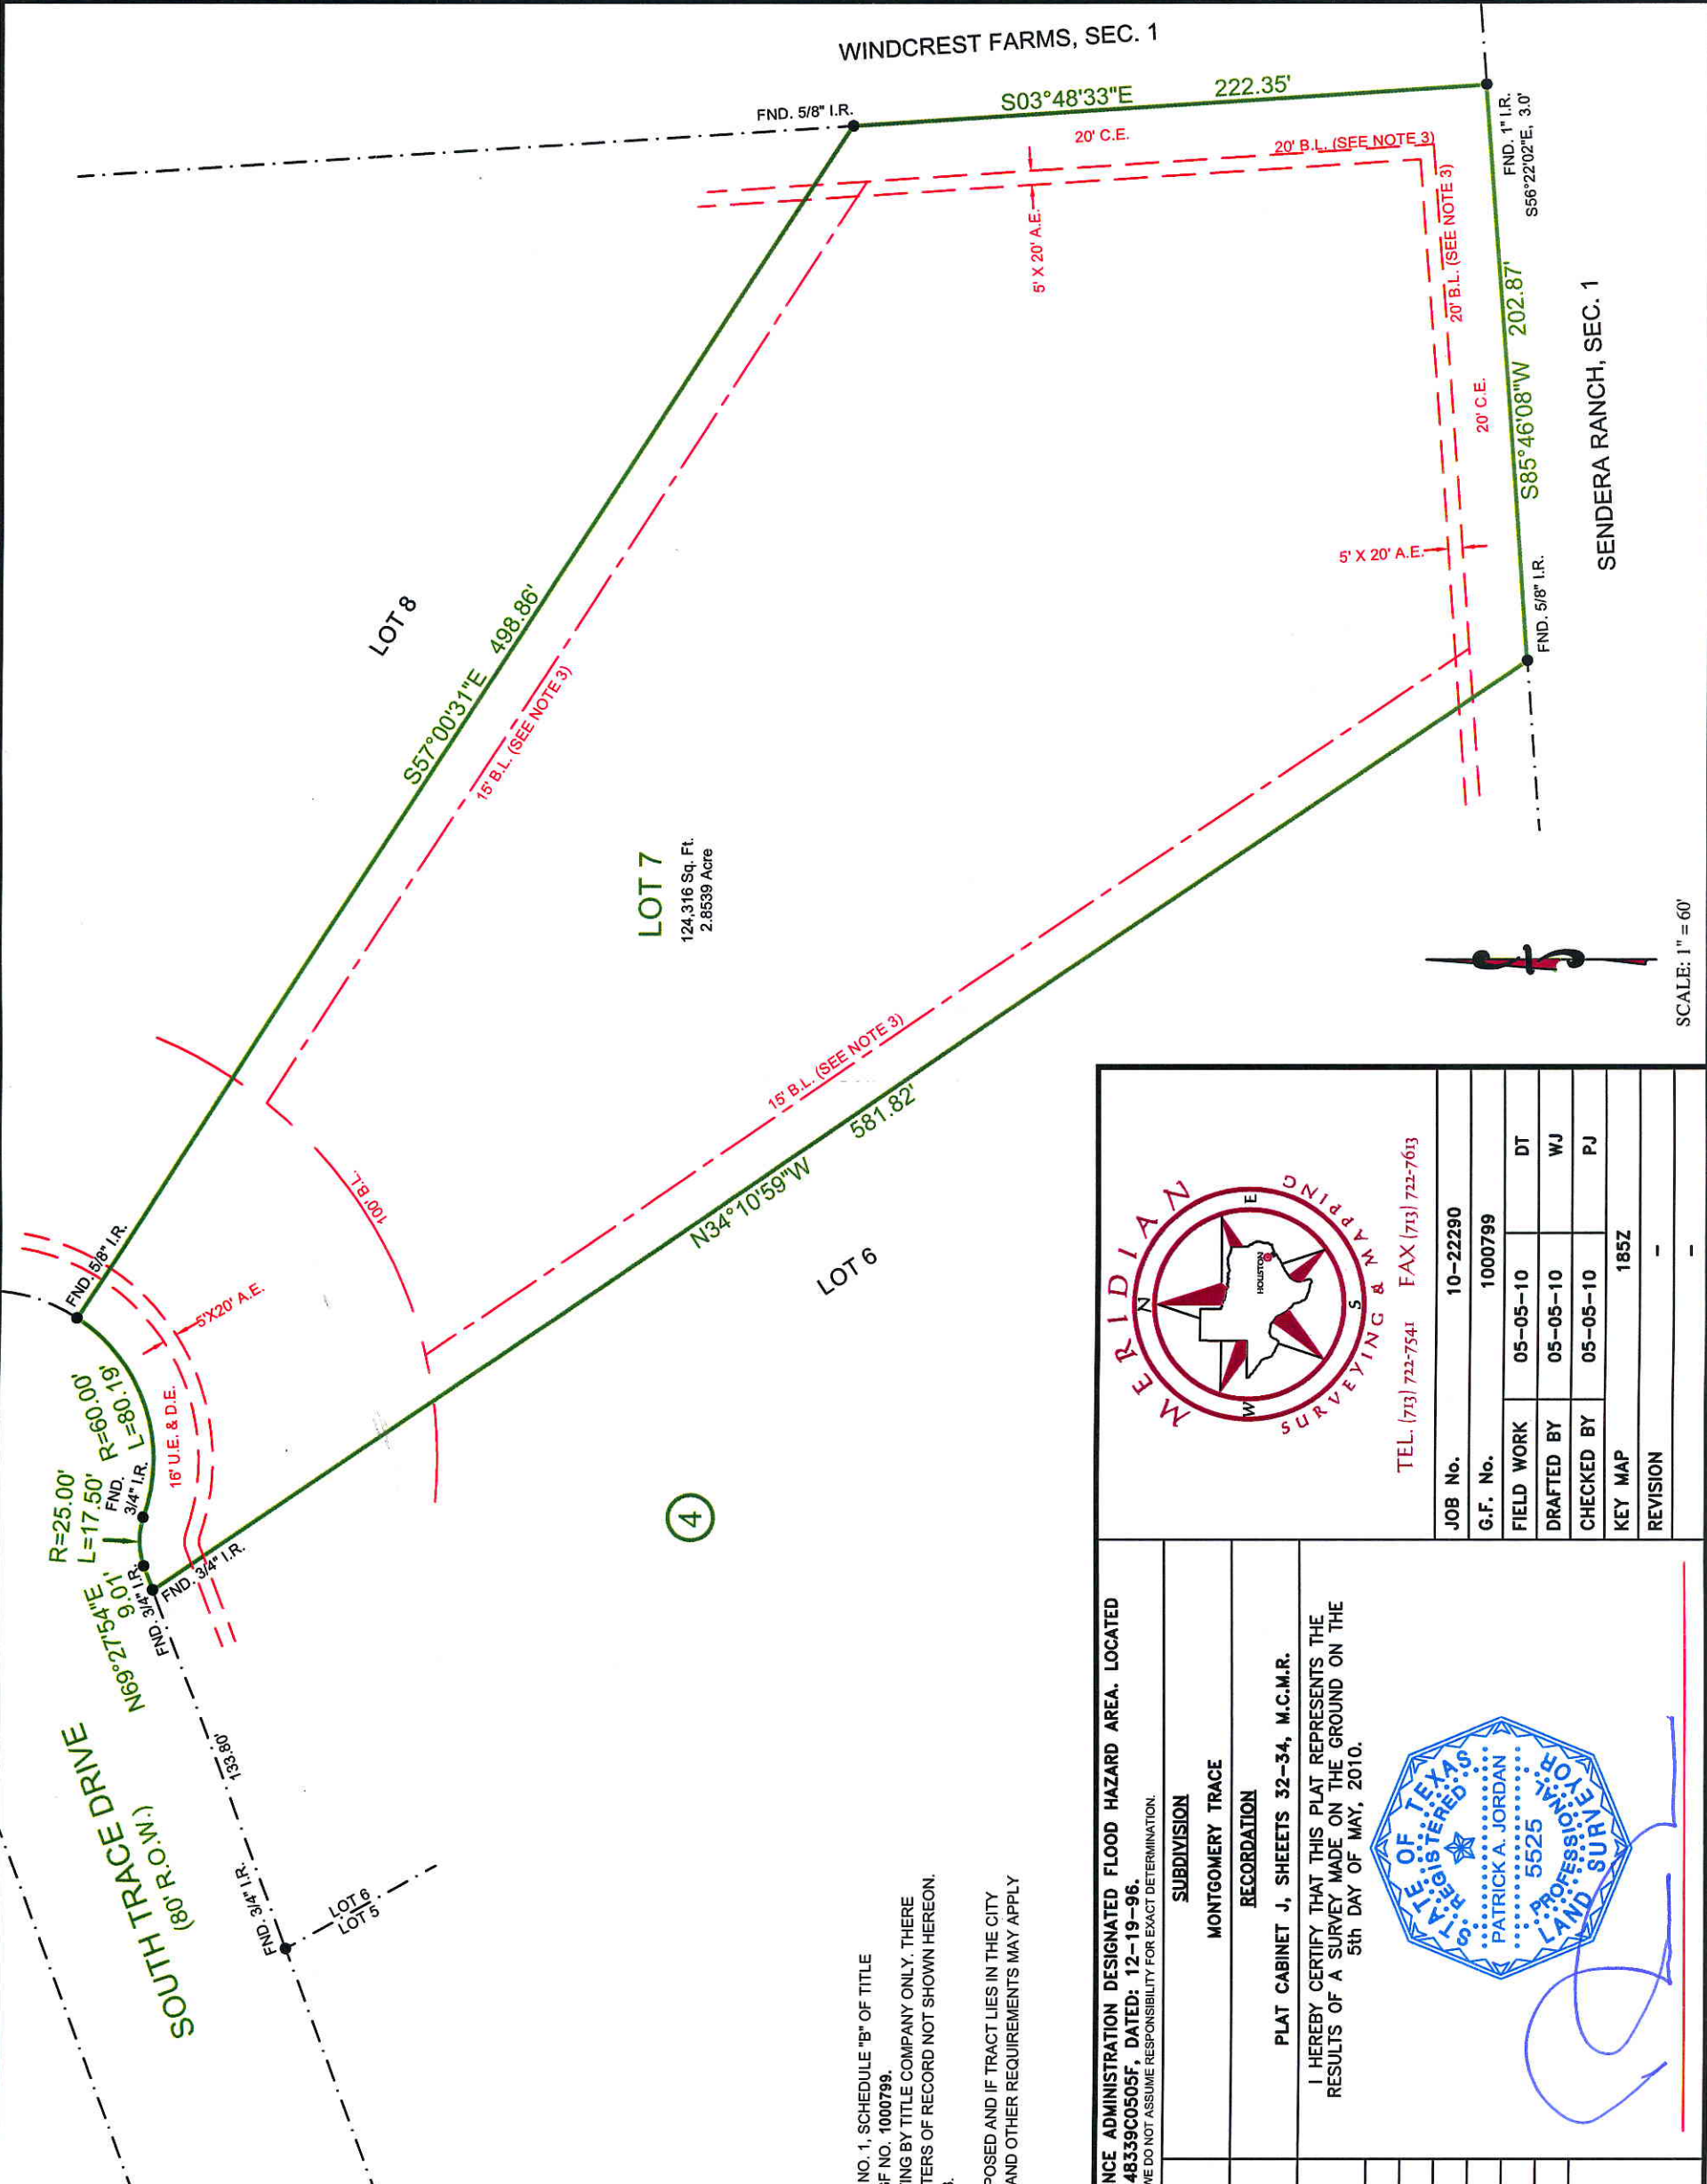 WINDCREST FARMS, SEC. 1
FND. 5/8" I.R.
S03°48'33"E 222.35'
20' C.E.
20' B.L. (SEE NOTE 3)
5' X 20' A.E.
20' B.L. (SEE NOTE 3)
FND. 1" I.R.
S56°22'02"E, 3.0'
20' C.E.
S85°46'08"W 202.87'
SENDERA RANCH, SEC. 1
5' X 20' A.E.
FND. 5/8" I.R.
LOT 8
S57°00'31"E 498.86'
15' B.L. (SEE NOTE 3)
LOT 7
124,316 Sq. Ft.
2.8539 Acre
15' B.L. (SEE NOTE 3)
N34°10'59"W 581.82'
LOT 6
100' B.L.
FND. 5/8" I.R.
5'X20' A.E.
16' U.E. & D.E.
R=60.00'
L=80.19'
FND.
3/4" I.R.
R=25.00'
L=17.50'
N69°27'54"E
9.01'
FND. 3/4" I.R.
FND. 3/4" I.R.
4
SOUTH TRACE DRIVE
(80' R.O.W.)
133.80'
FND. 3/4" I.R.
LOT 6
LOT 5
SCALE: 1" = 60'
NO. 1, SCHEDULE "B" OF TITLE
GF NO. 1000799.
ING BY TITLE COMPANY ONLY. THERE
TERS OF RECORD NOT SHOWN HEREON.
POSED AND IF TRACT LIES IN THE CITY
AND OTHER REQUIREMENTS MAY APPLY
NCE ADMINISTRATION DESIGNATED FLOOD HAZARD AREA. LOCATED
48339C0505F, DATED: 12-19-96.
WE DO NOT ASSUME RESPONSIBILITY FOR EXACT DETERMINATION.
SUBDIVISION
MONTGOMERY TRACE
RECORDATION
PLAT CABINET J, SHEETS 32-34, M.C.M.R.
I HEREBY CERTIFY THAT THIS PLAT REPRESENTS THE
RESULTS OF A SURVEY MADE ON THE GROUND ON THE
5th DAY OF MAY, 2010.
STATE OF TEXAS
REGISTERED
PATRICK A. JORDAN
5525
PROFESSIONAL
LAND SURVEYOR
MERIDIAN
SURVEYING & MAPPING
N
E
S
W
HOUSTON
TEL. (713) 722-7541 FAX (713) 722-7613
JOB No. 10-22290
G.F. No. 1000799
FIELD WORK 05-05-10 DT
DRAFTED BY 05-05-10 WJ
CHECKED BY 05-05-10 PJ
KEY MAP 185Z
REVISION -
-